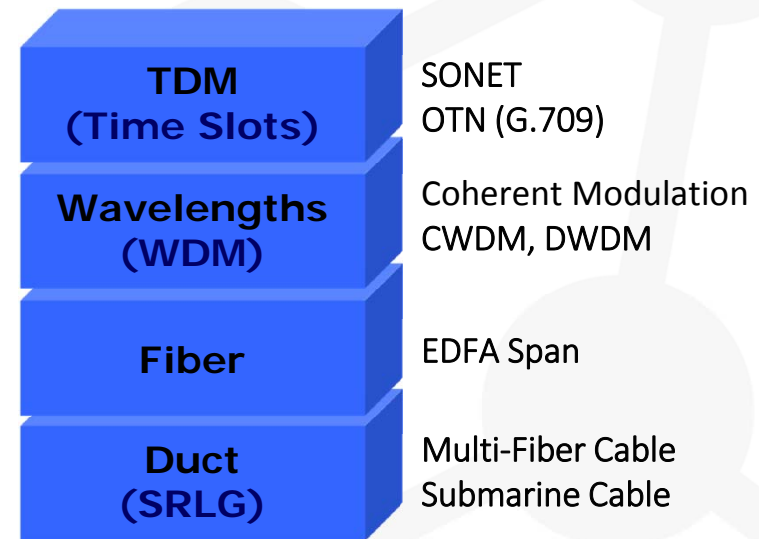 TDM
(Time Slots)
SONET
OTN (G.709)
Wavelengths
(WDM)
Coherent Modulation
CWDM, DWDM
Fiber
EDFA Span
Duct
(SRLG)
Multi-Fiber Cable
Submarine Cable